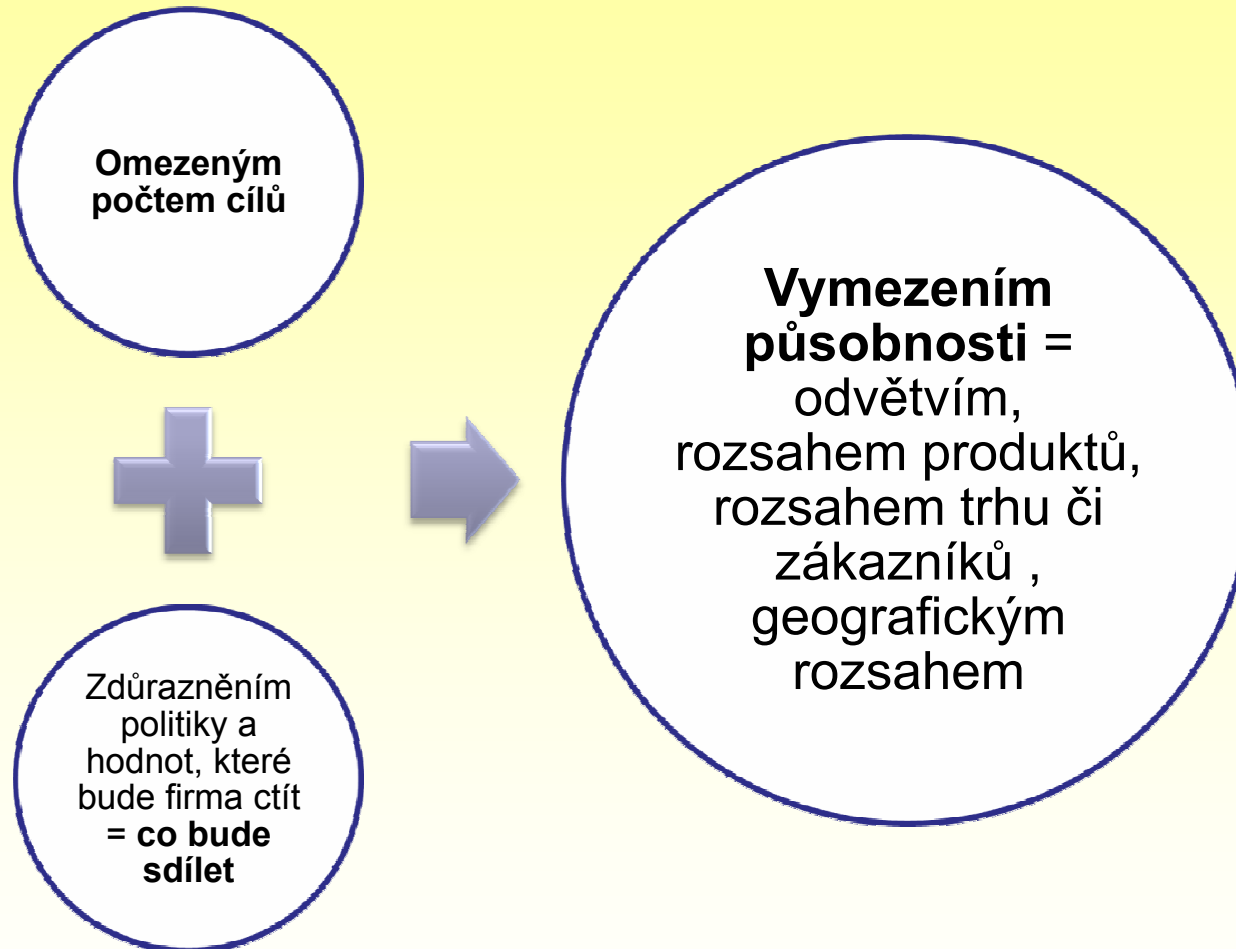 Omezeným
počtem cílů
Zdůrazněním
politiky a
hodnot, které
bude firma ctít
= co bude
sdílet
Vymezením
působnosti =
odvětvím,
rozsahem produktů,
rozsahem trhu či
zákazníků ,
geografickým
rozsahem